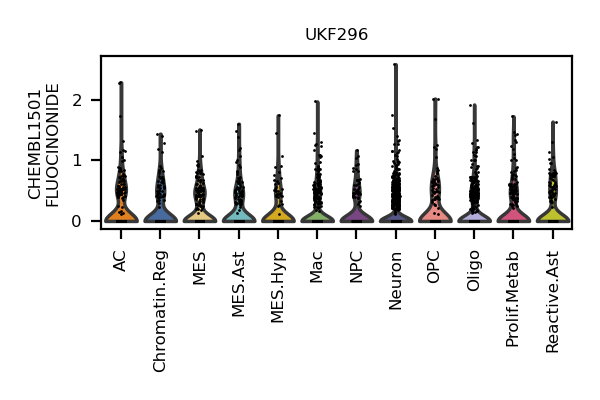 UKF296
CHEMBL1501
FLUOCINONIDE
2
1
0
AC
Chromatin.Reg
MES
MES.Ast
MES.Hyp
Mac
NPC
Neuron
OPC
Oligo
Prolif.Metab
Reactive.Ast